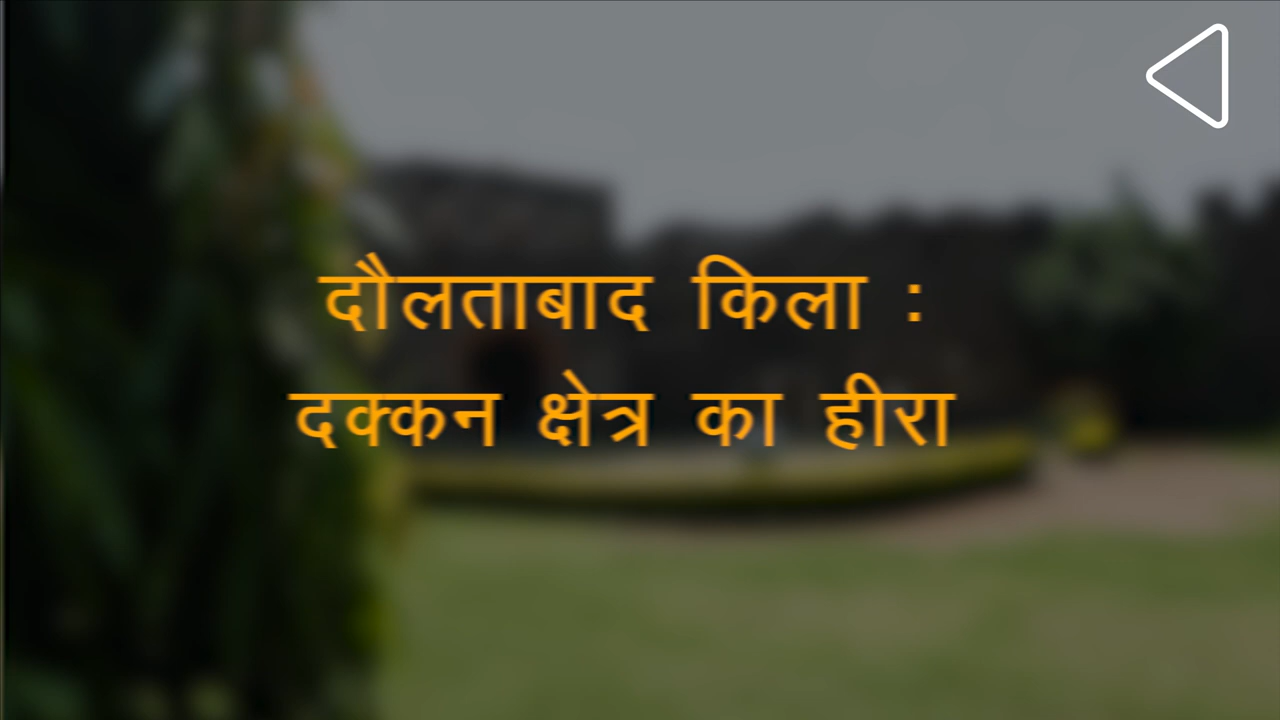 दौलताबाद किला :
दक्कन क्षेत्र का हीरा